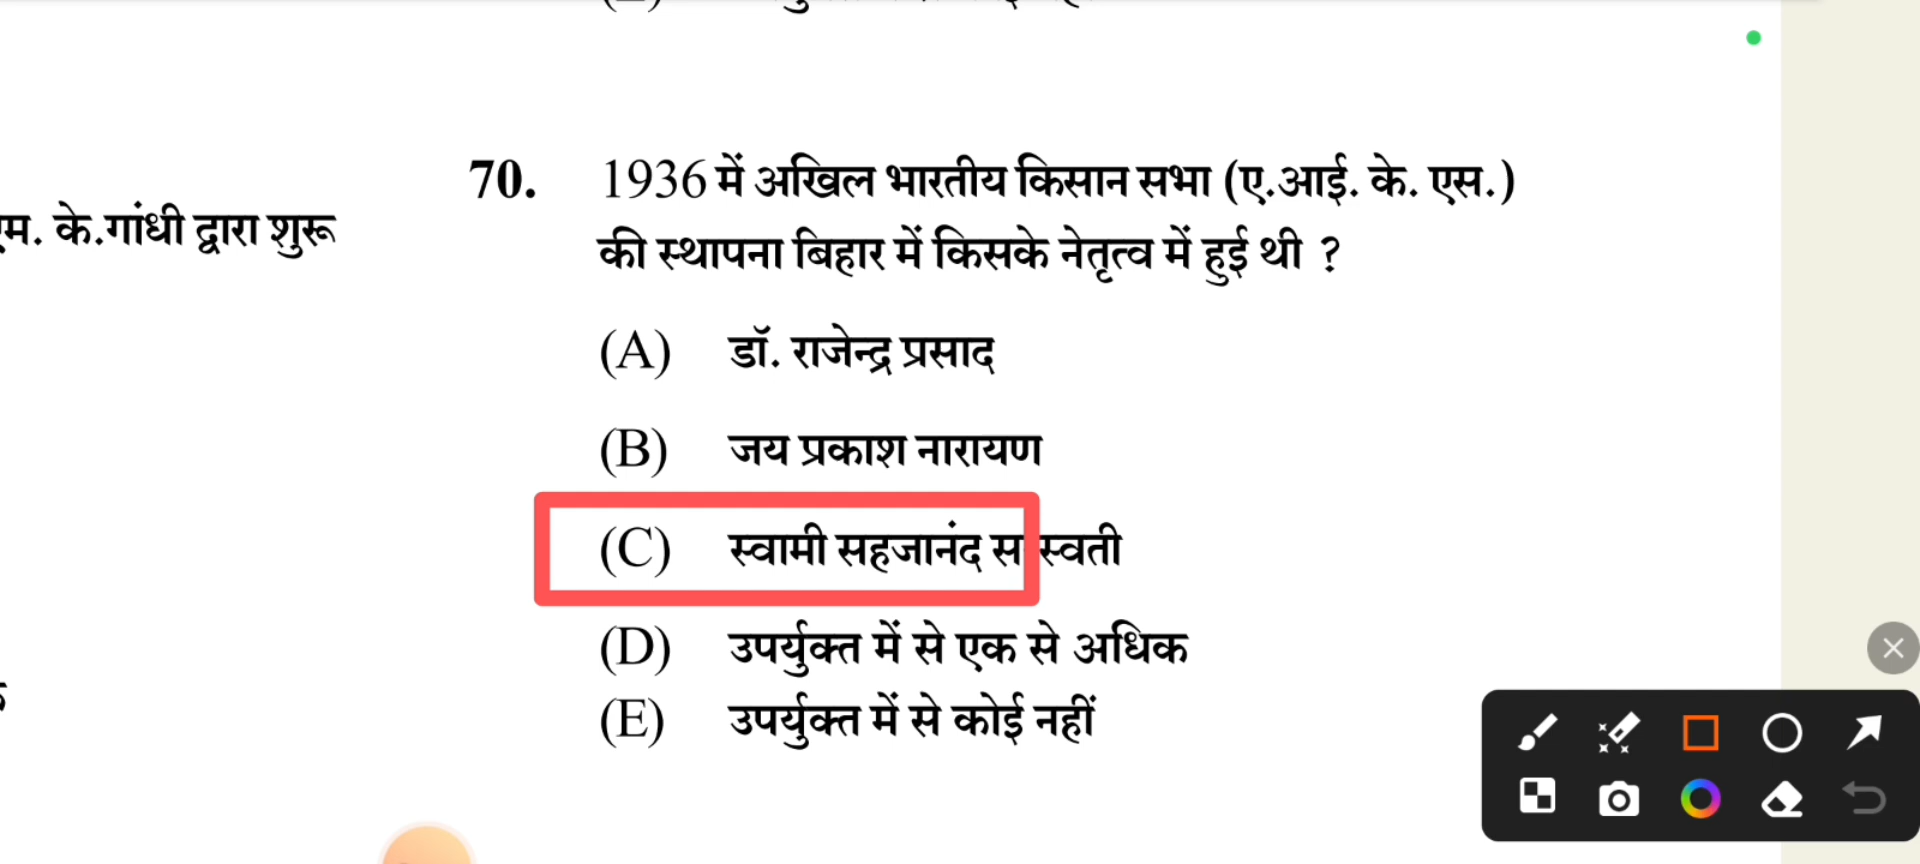 70. 1936 में अखिल भारतीय किसान सभा (ए.आई. के. एस.)
के.गांधी द्वारा शुरू
की स्थापना बिहार में किसके नेतृत्व में हुई थी ?
(A) डॉ. राजेन्द्र प्रसाद
(B) जय प्रकाश नारायण
(C) स्वामी सहजानंद सरस्वती
(D) उपर्युक्त में से एक से अधिक
(E) उपर्युक्त में से कोई नहीं